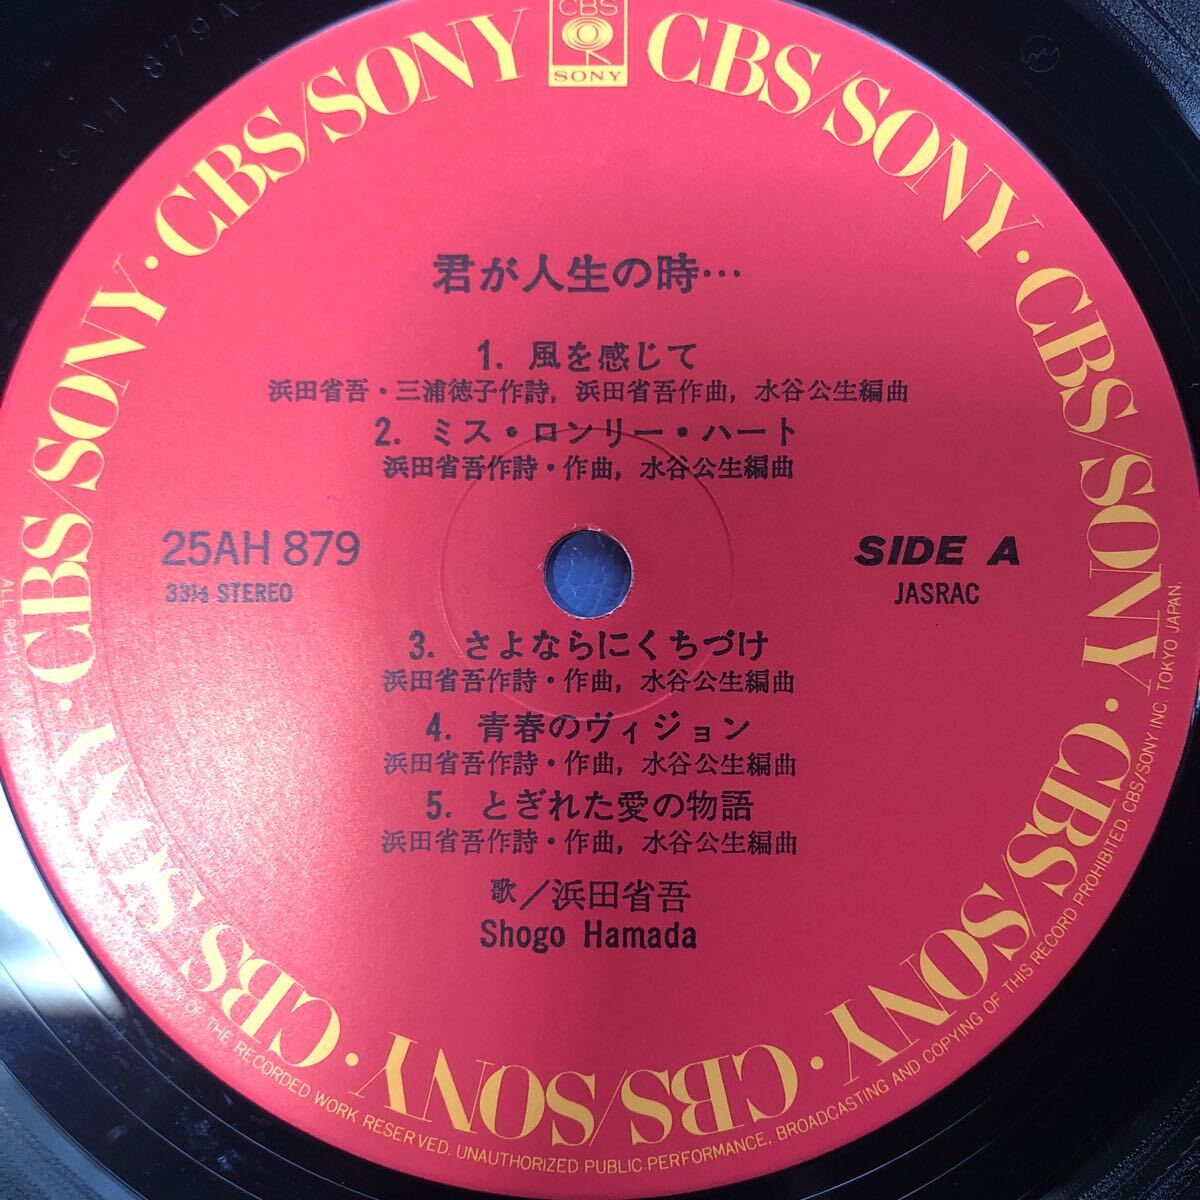 CBS
SONY
君が人生の時…
1. 風を感じて
浜田省吾・三浦徳子作詩, 浜田省吾作曲, 水谷公生編曲
2. ミス・ロンリー・ハート
浜田省吾作詩・作曲, 水谷公生編曲
25AH 879
33⅓ STEREO
SIDE A
JASRAC
3. さよならにくちづけ
浜田省吾作詩・作曲, 水谷公生編曲
4. 青春のヴィジョン
浜田省吾作詩・作曲, 水谷公生編曲
5. とぎれた愛の物語
浜田省吾作詩・作曲, 水谷公生編曲
歌／浜田省吾
Shogo Hamada
CBS/SONY・CBS/SONY・CBS/SONY・CBS/SONY・CBS/SONY・CBS/SONY・CBS/SONY・CBS/SONY
OF THE RECORDED WORK RESERVED. UNAUTHORIZED PUBLIC PERFORMANCE, BROADCASTING AND COPYING OF THIS RECORD PROHIBITED. CBS/SONY INC. TOKYO JAPAN.
25AH 879A